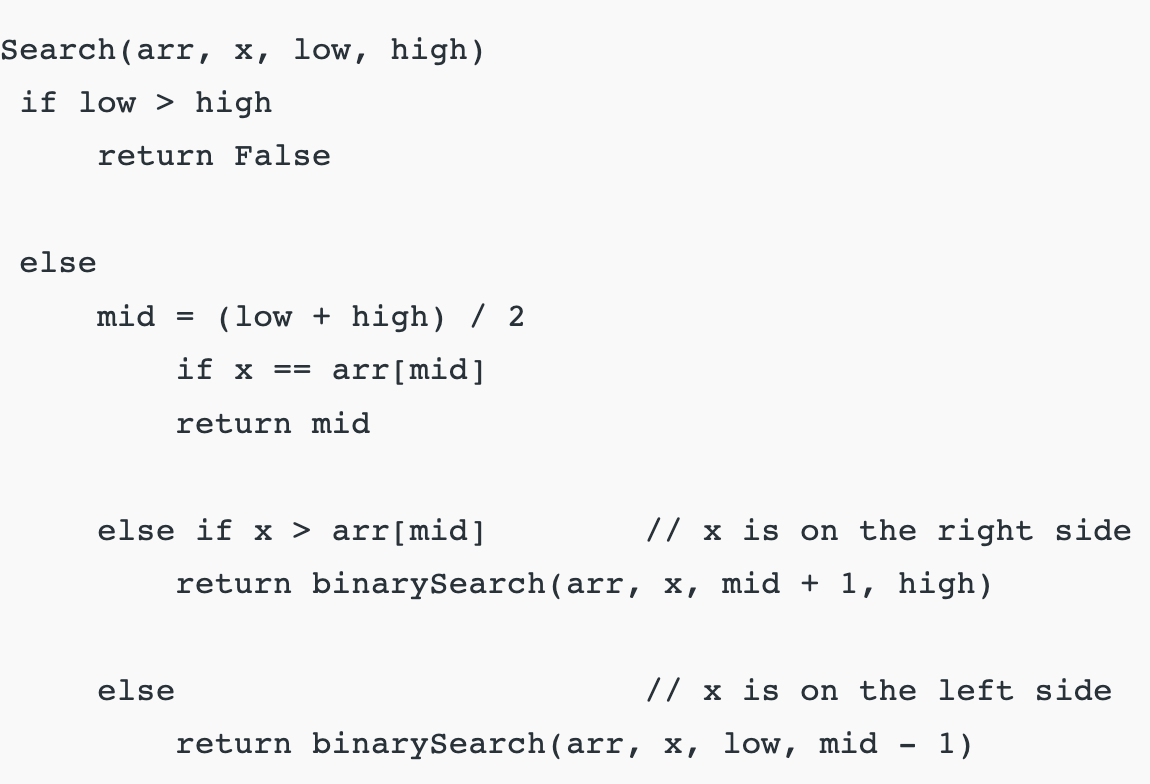 Search(arr, x, low, high)
if low > high
return False
else
mid = (low + high) / 2
if x == arr[mid]
return mid
else if x > arr[mid] // x is on the right side
return binarySearch(arr, x, mid + 1, high)
else // x is on the left side
return binarySearch(arr, x, low, mid - 1)